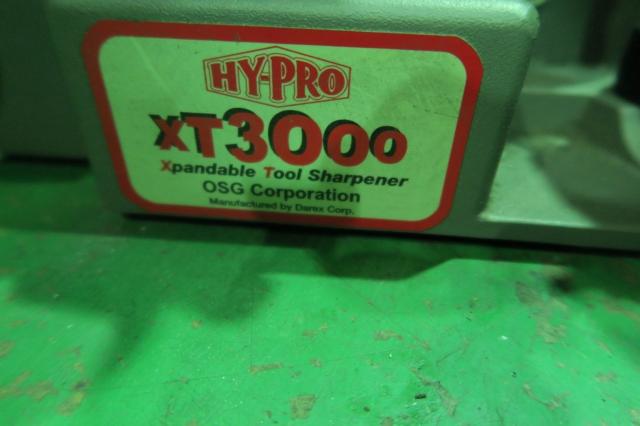 HY-PRO
XT3000
Xpandable Tool Sharpener
OSG Corporation
Manufactured by Darex Corp.